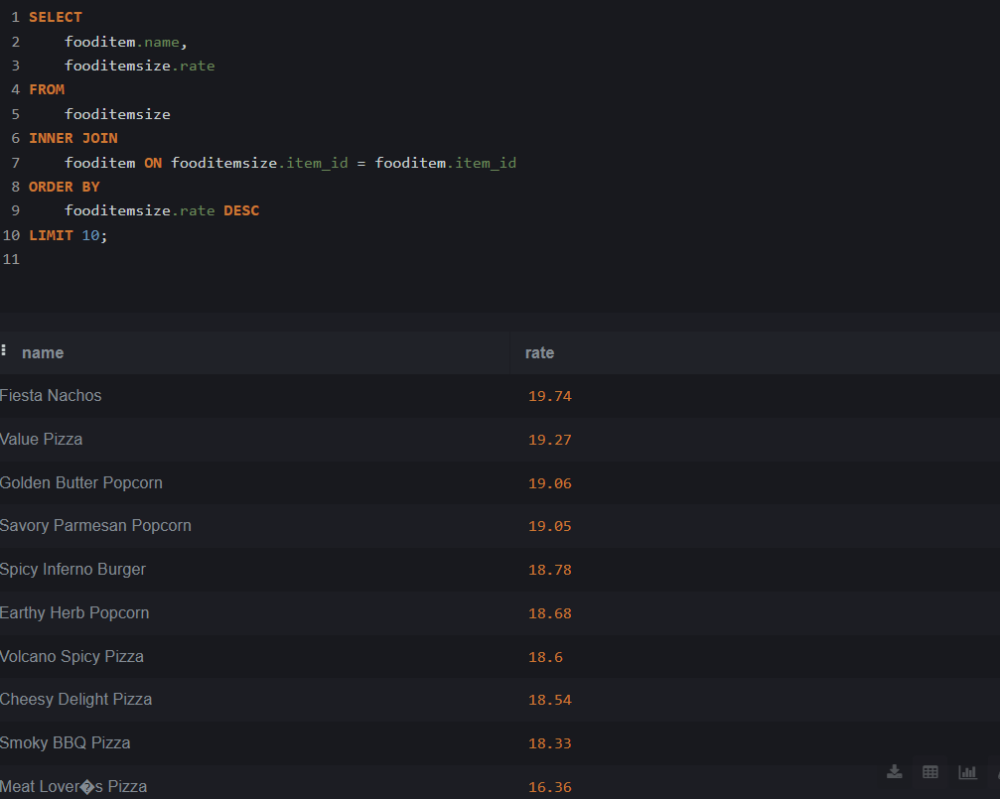 1 SELECT
2 fooditem.name,
3 fooditemsize.rate
4 FROM
5 fooditemsize
6 INNER JOIN
7 fooditem ON fooditemsize.item_id = fooditem.item_id
8 ORDER BY
9 fooditemsize.rate DESC
10 LIMIT 10;
11
name rate
Fiesta Nachos 19.74
Value Pizza 19.27
Golden Butter Popcorn 19.06
Savory Parmesan Popcorn 19.05
Spicy Inferno Burger 18.78
Earthy Herb Popcorn 18.68
Volcano Spicy Pizza 18.6
Cheesy Delight Pizza 18.54
Smoky BBQ Pizza 18.33
Meat Lover�s Pizza 16.36